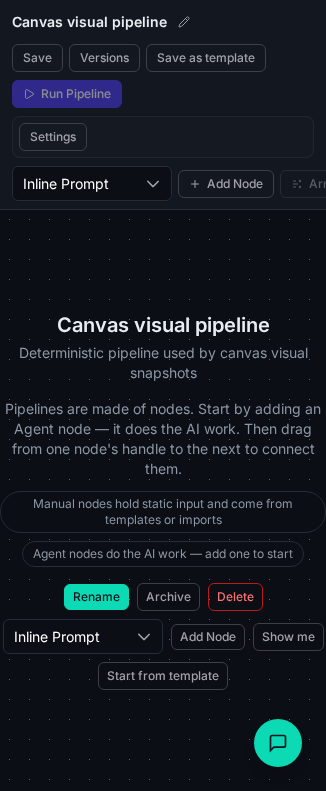 Canvas visual pipeline
Save Versions Save as template
Run Pipeline
Settings
Inline Prompt Add Node
Canvas visual pipeline
Deterministic pipeline used by canvas visual
snapshots
Pipelines are made of nodes. Start by adding an
Agent node — it does the AI work. Then drag
from one node's handle to the next to connect
them.
Manual nodes hold static input and come from
templates or imports
Agent nodes do the AI work — add one to start
Rename Archive Delete
Inline Prompt Add Node Show me
Start from template